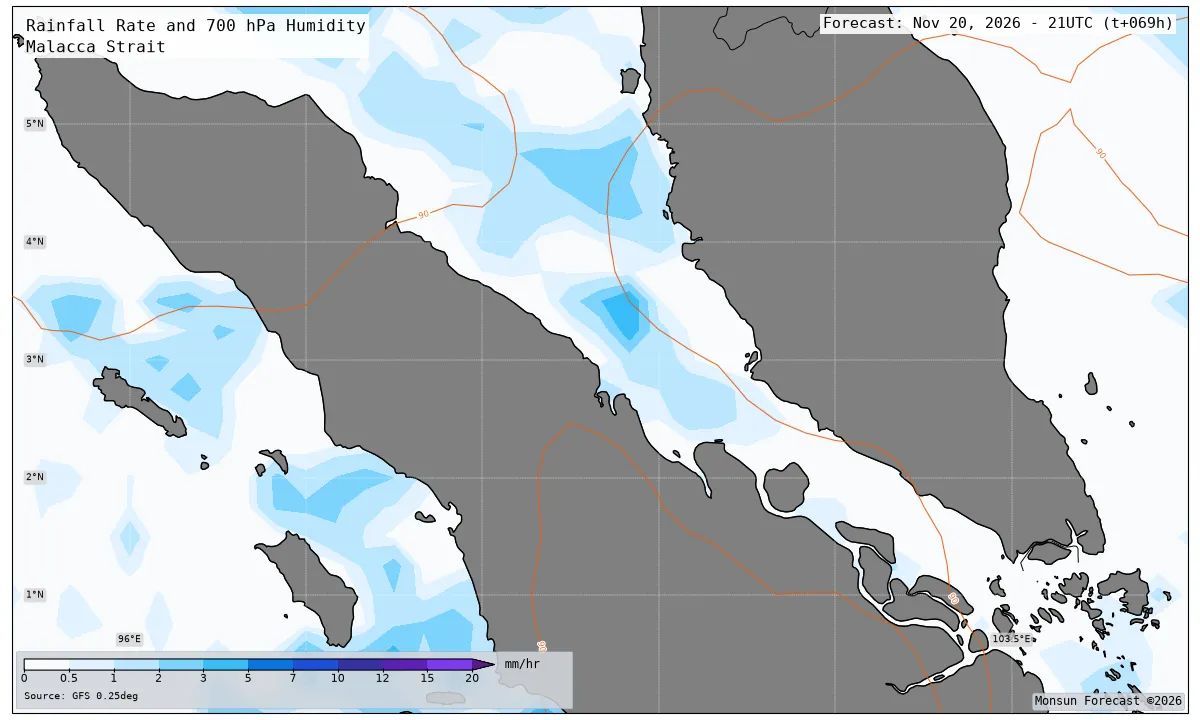 Rainfall Rate and 700 hPa Humidity
Malacca Strait
Forecast: Nov 20, 2026 - 21UTC (t+069h)
5°N
90
90
4°N
3°N
2°N
1°N
90
96°E
103.5°E
90
mm/hr
0 0.5 1 2 3 5 7 10 12 15 20
Source: GFS 0.25deg
Monsun Forecast ©2026